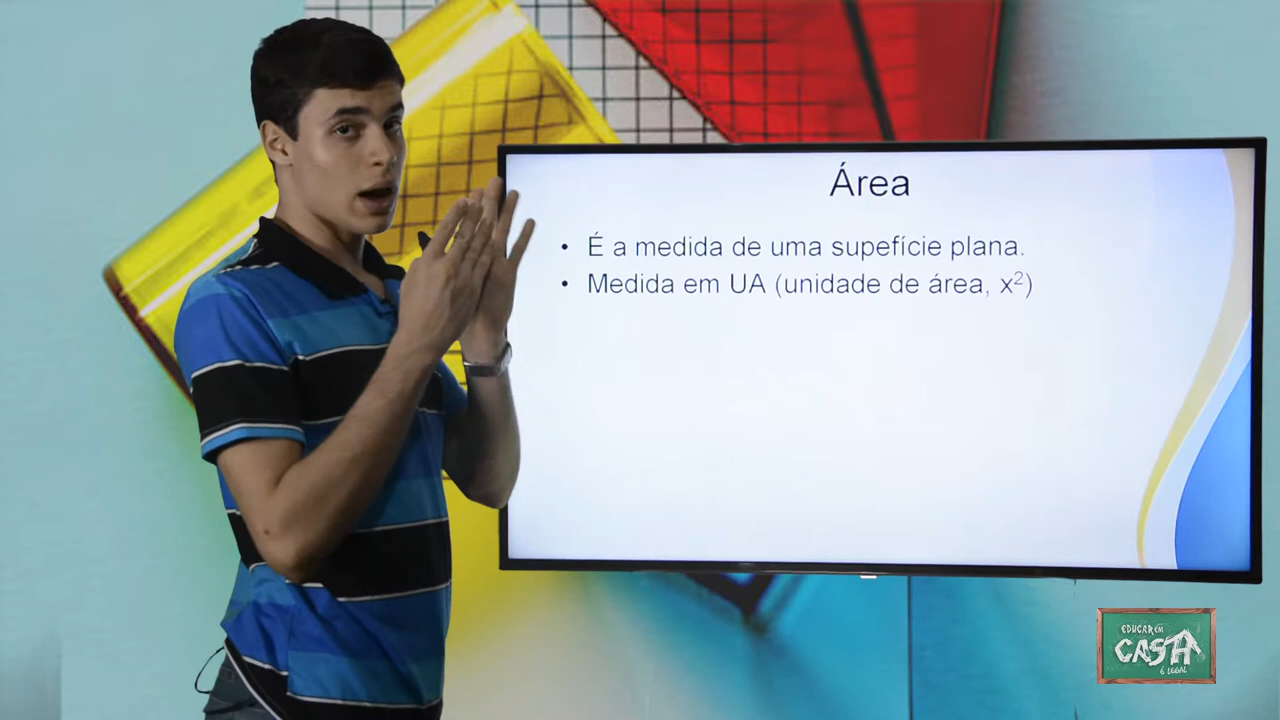 Área
• É a medida de uma supefície plana.
• Medida em UA (unidade de área, x²)
EDUCAR EM
CASA
É LEGAL